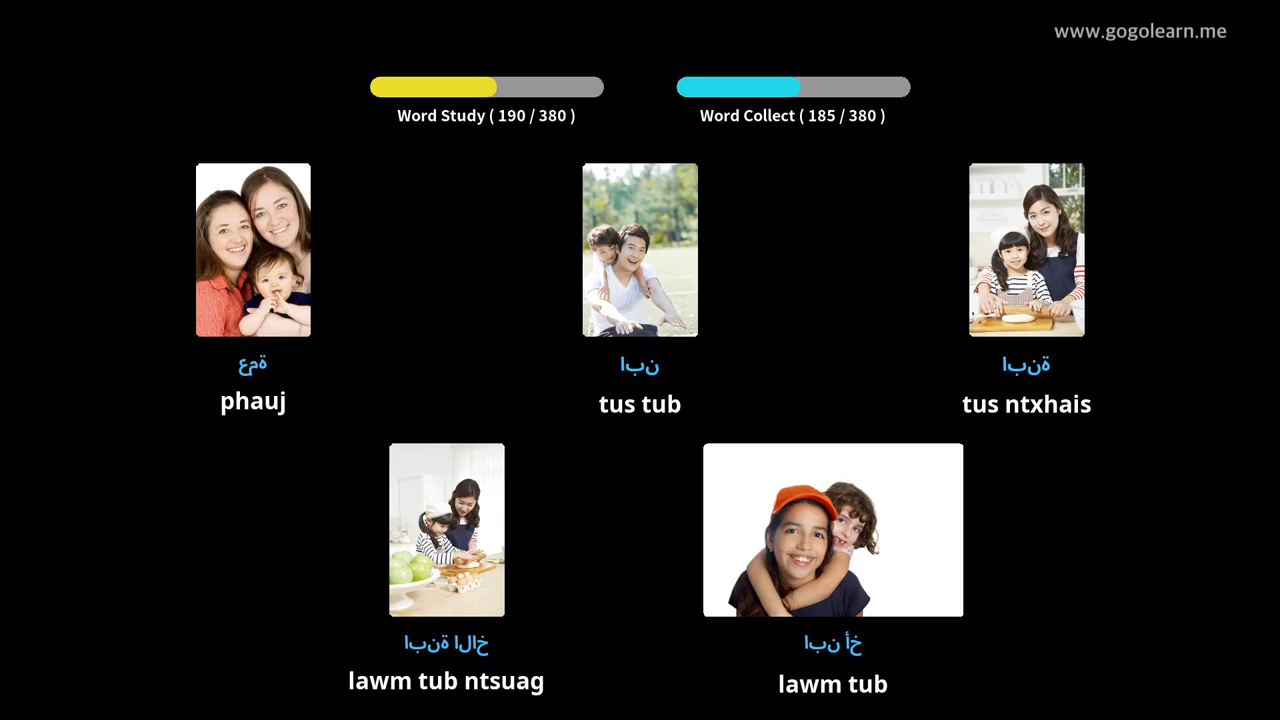 www.gogolearn.me
Word Study ( 190 / 380 )
Word Collect ( 185 / 380 )
عمة
phauj
ابن
tus tub
ابنة
tus ntxhais
ابنة الاخ
lawm tub ntsuag
ابن أخ
lawm tub